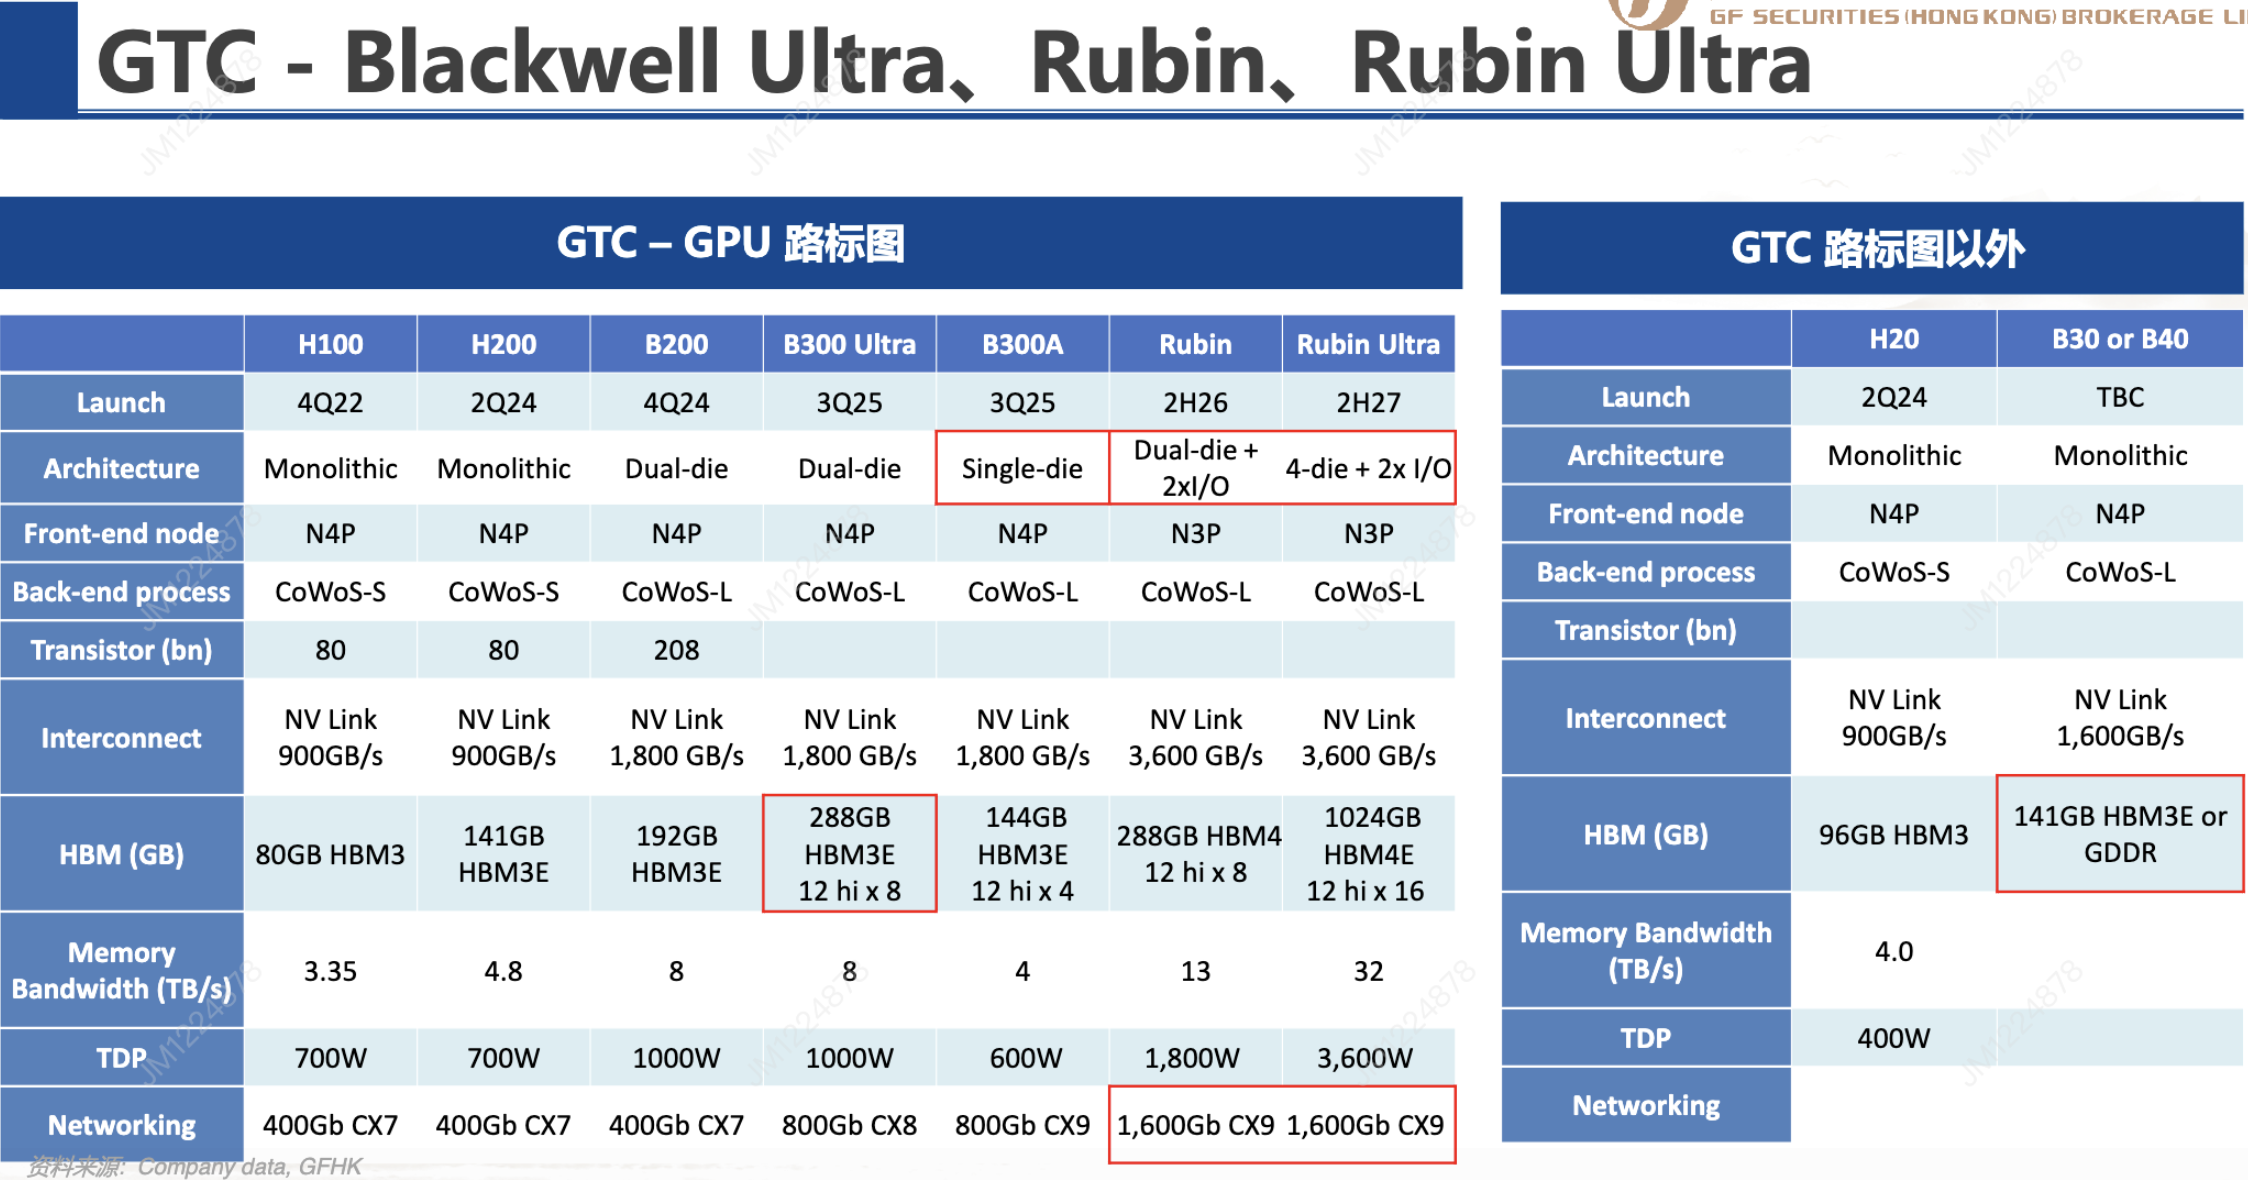 GF SECURITIES (HONG KONG) BROKERAGE
GTC - Blackwell Ultra、Rubin、Rubin Ultra
GTC – GPU 路标图
H100 H200 B200 B300 Ultra B300A Rubin Rubin Ultra
Launch 4Q22 2Q24 4Q24 3Q25 3Q25 2H26 2H27
Architecture Monolithic Monolithic Dual-die Dual-die Single-die Dual-die + 4-die + 2x I/O
2xI/O
Front-end node N4P N4P N4P N4P N4P N3P N3P
Back-end process CoWoS-S CoWoS-S CoWoS-L CoWoS-L CoWoS-L CoWoS-L CoWoS-L
Transistor (bn) 80 80 208
Interconnect NV Link NV Link NV Link NV Link NV Link NV Link NV Link
900GB/s 900GB/s 1,800 GB/s 1,800 GB/s 1,800 GB/s 3,600 GB/s 3,600 GB/s
HBM (GB) 80GB HBM3 141GB 192GB 288GB 144GB 288GB HBM4 1024GB
HBM3E HBM3E HBM3E HBM3E 12 hi x 8 HBM4E
12 hi x 8 12 hi x 4 12 hi x 16
Memory
Bandwidth (TB/s) 3.35 4.8 8 8 4 13 32
TDP 700W 700W 1000W 1000W 600W 1,800W 3,600W
Networking 400Gb CX7 400Gb CX7 400Gb CX7 800Gb CX8 800Gb CX9 1,600Gb CX9 1,600Gb CX9
GTC 路标图以外
H20 B30 or B40
Launch 2Q24 TBC
Architecture Monolithic Monolithic
Front-end node N4P N4P
Back-end process CoWoS-S CoWoS-L
Transistor (bn)
Interconnect NV Link NV Link
900GB/s 1,600GB/s
HBM (GB) 96GB HBM3 141GB HBM3E or
GDDR
Memory Bandwidth
(TB/s) 4.0
TDP 400W
Networking
资料来源: Company data, GFHK
JM1224878
JM1224878
JM1224878
JM1224878
JM1224878
JM1224878
JM1224878
JM1224878
JM1224878
JM1224878
JM1224878
JM1224878